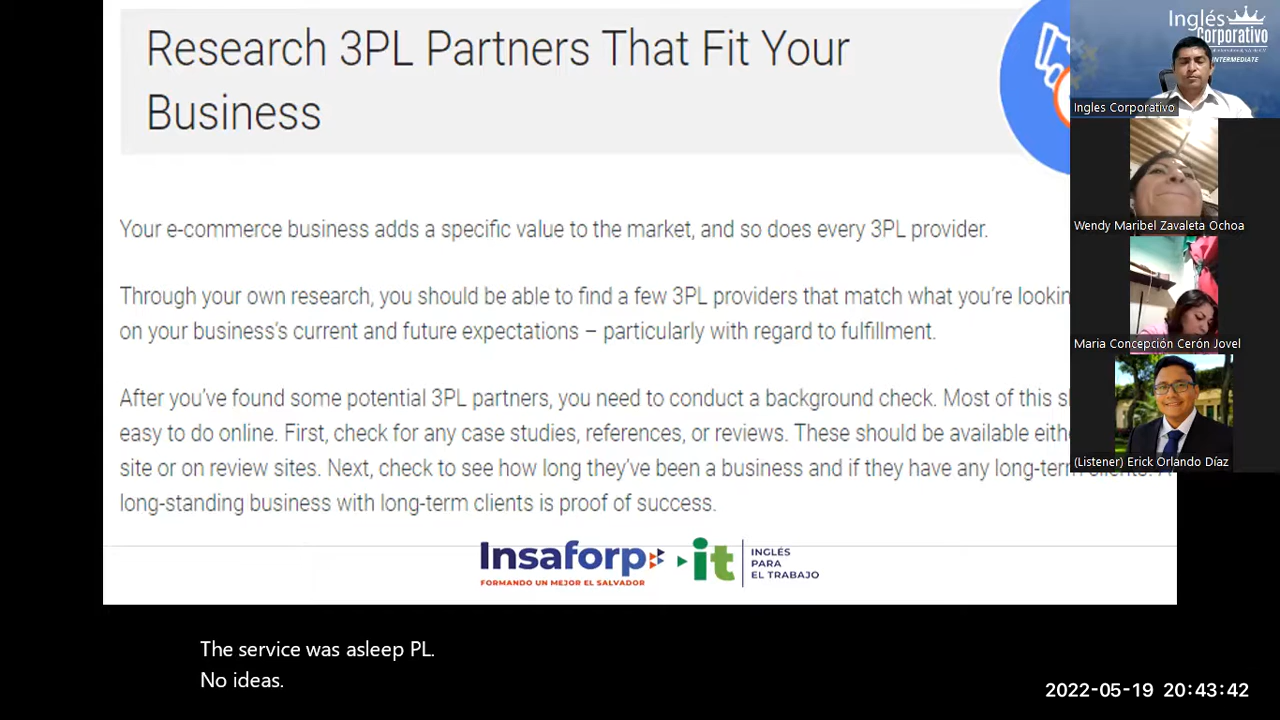 Research 3PL Partners That Fit Your
Business
Your e-commerce business adds a specific value to the market, and so does every 3PL provider.
Through your own research, you should be able to find a few 3PL providers that match what you're
on your business's current and future expectations – particularly with regard to fulfillment.
After you've found some potential 3PL partners, you need to conduct a background check. Most of this
easy to do online. First, check for any case studies, references, or reviews. These should be available
site or on review sites. Next, check to see how long they've been a business and if they have any
long-standing business with long-term clients is proof of success.
Insaforp
FORMANDO UN MEJOR EL SALVADOR
it
INGLÉS
PARA
EL TRABAJO
Inglés
Corporativo
INTERMEDIATE
Ingles Corporativo
Wendy Maribel Zavaleta Ochoa
Maria Concepción Cerón Jovel
(Listener) Erick Orlando Díaz
The service was asleep PL.
No ideas.
2022-05-19 20:43:42